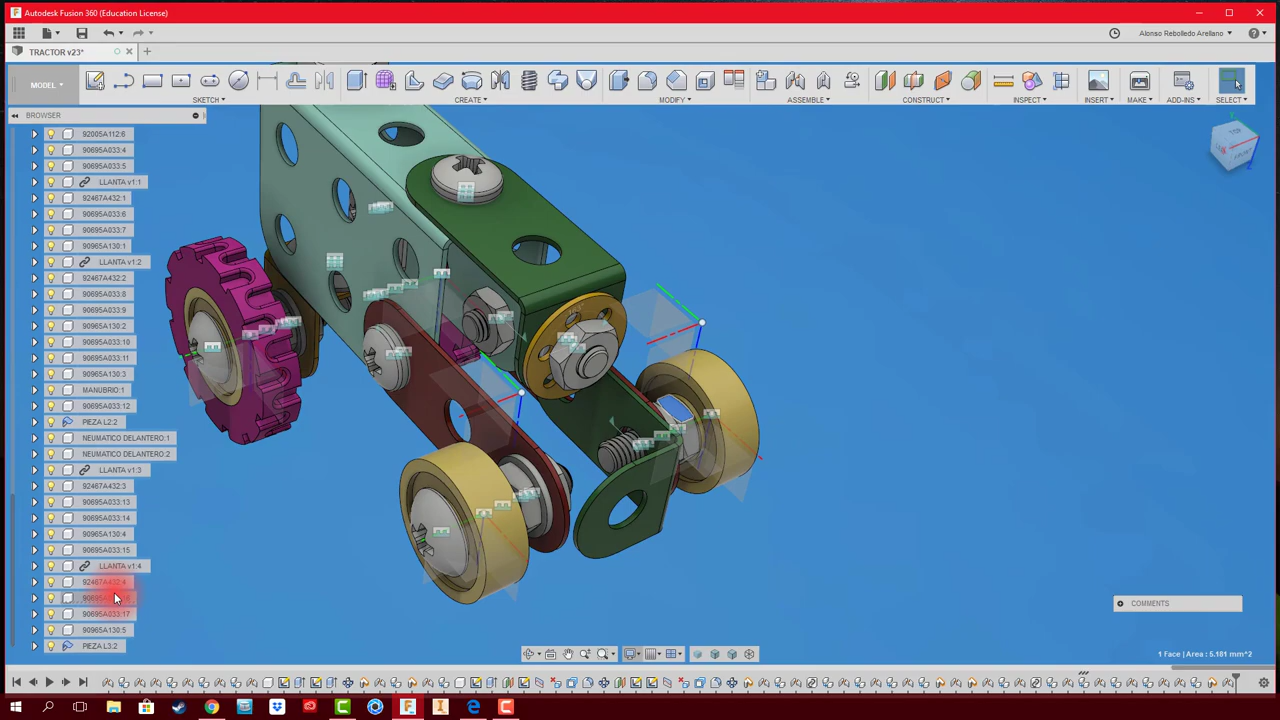 Autodesk Fusion 360 (Education License)
Alonso Rebolledo Arellano
TRACTOR v23*
MODEL
SKETCH
CREATE
MODIFY
ASSEMBLE
CONSTRUCT
INSPECT
INSERT
MAKE
ADD-INS
SELECT
BROWSER
92005A112:6
90695A033:4
90695A033:5
LLANTA v1:1
92467A432:1
90695A033:6
90695A033:7
90965A130:1
LLANTA v1:2
92467A432:2
90695A033:8
90695A033:9
90965A130:2
90695A033:10
90695A033:11
90965A130:3
MANUBRIO:1
90695A033:12
PIEZA L2:2
NEUMATICO DELANTERO:1
NEUMATICO DELANTERO:2
LLANTA v1:3
92467A432:3
90695A033:13
90695A033:14
90965A130:4
90695A033:15
LLANTA v1:4
92467A432:4
90695A033:17
90965A130:5
PIEZA L3:2
TOP
FRONT
COMMENTS
1 Face | Area : 5.181 mm^2